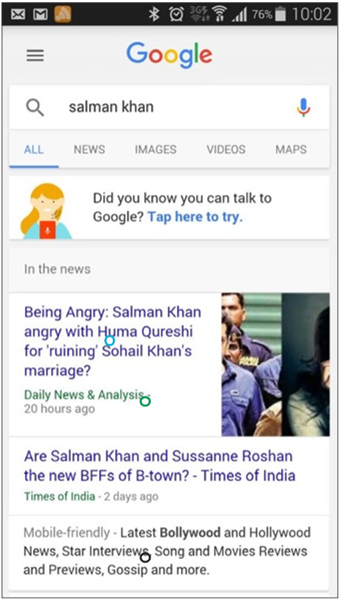 3G 76% 10:02
Google
salman khan
ALL NEWS IMAGES VIDEOS MAPS
Did you know you can talk to
Google? Tap here to try.
In the news
Being Angry: Salman Khan
angry with Huma Qureshi
for 'ruining' Sohail Khan's
marriage?
Daily News & Analysis -
20 hours ago
Are Salman Khan and Sussanne Roshan
the new BFFs of B-town? - Times of India
Times of India - 2 days ago
Mobile-friendly - Latest Bollywood and Hollywood
News, Star Interviews, Song and Movies Reviews
and Previews, Gossip and more.